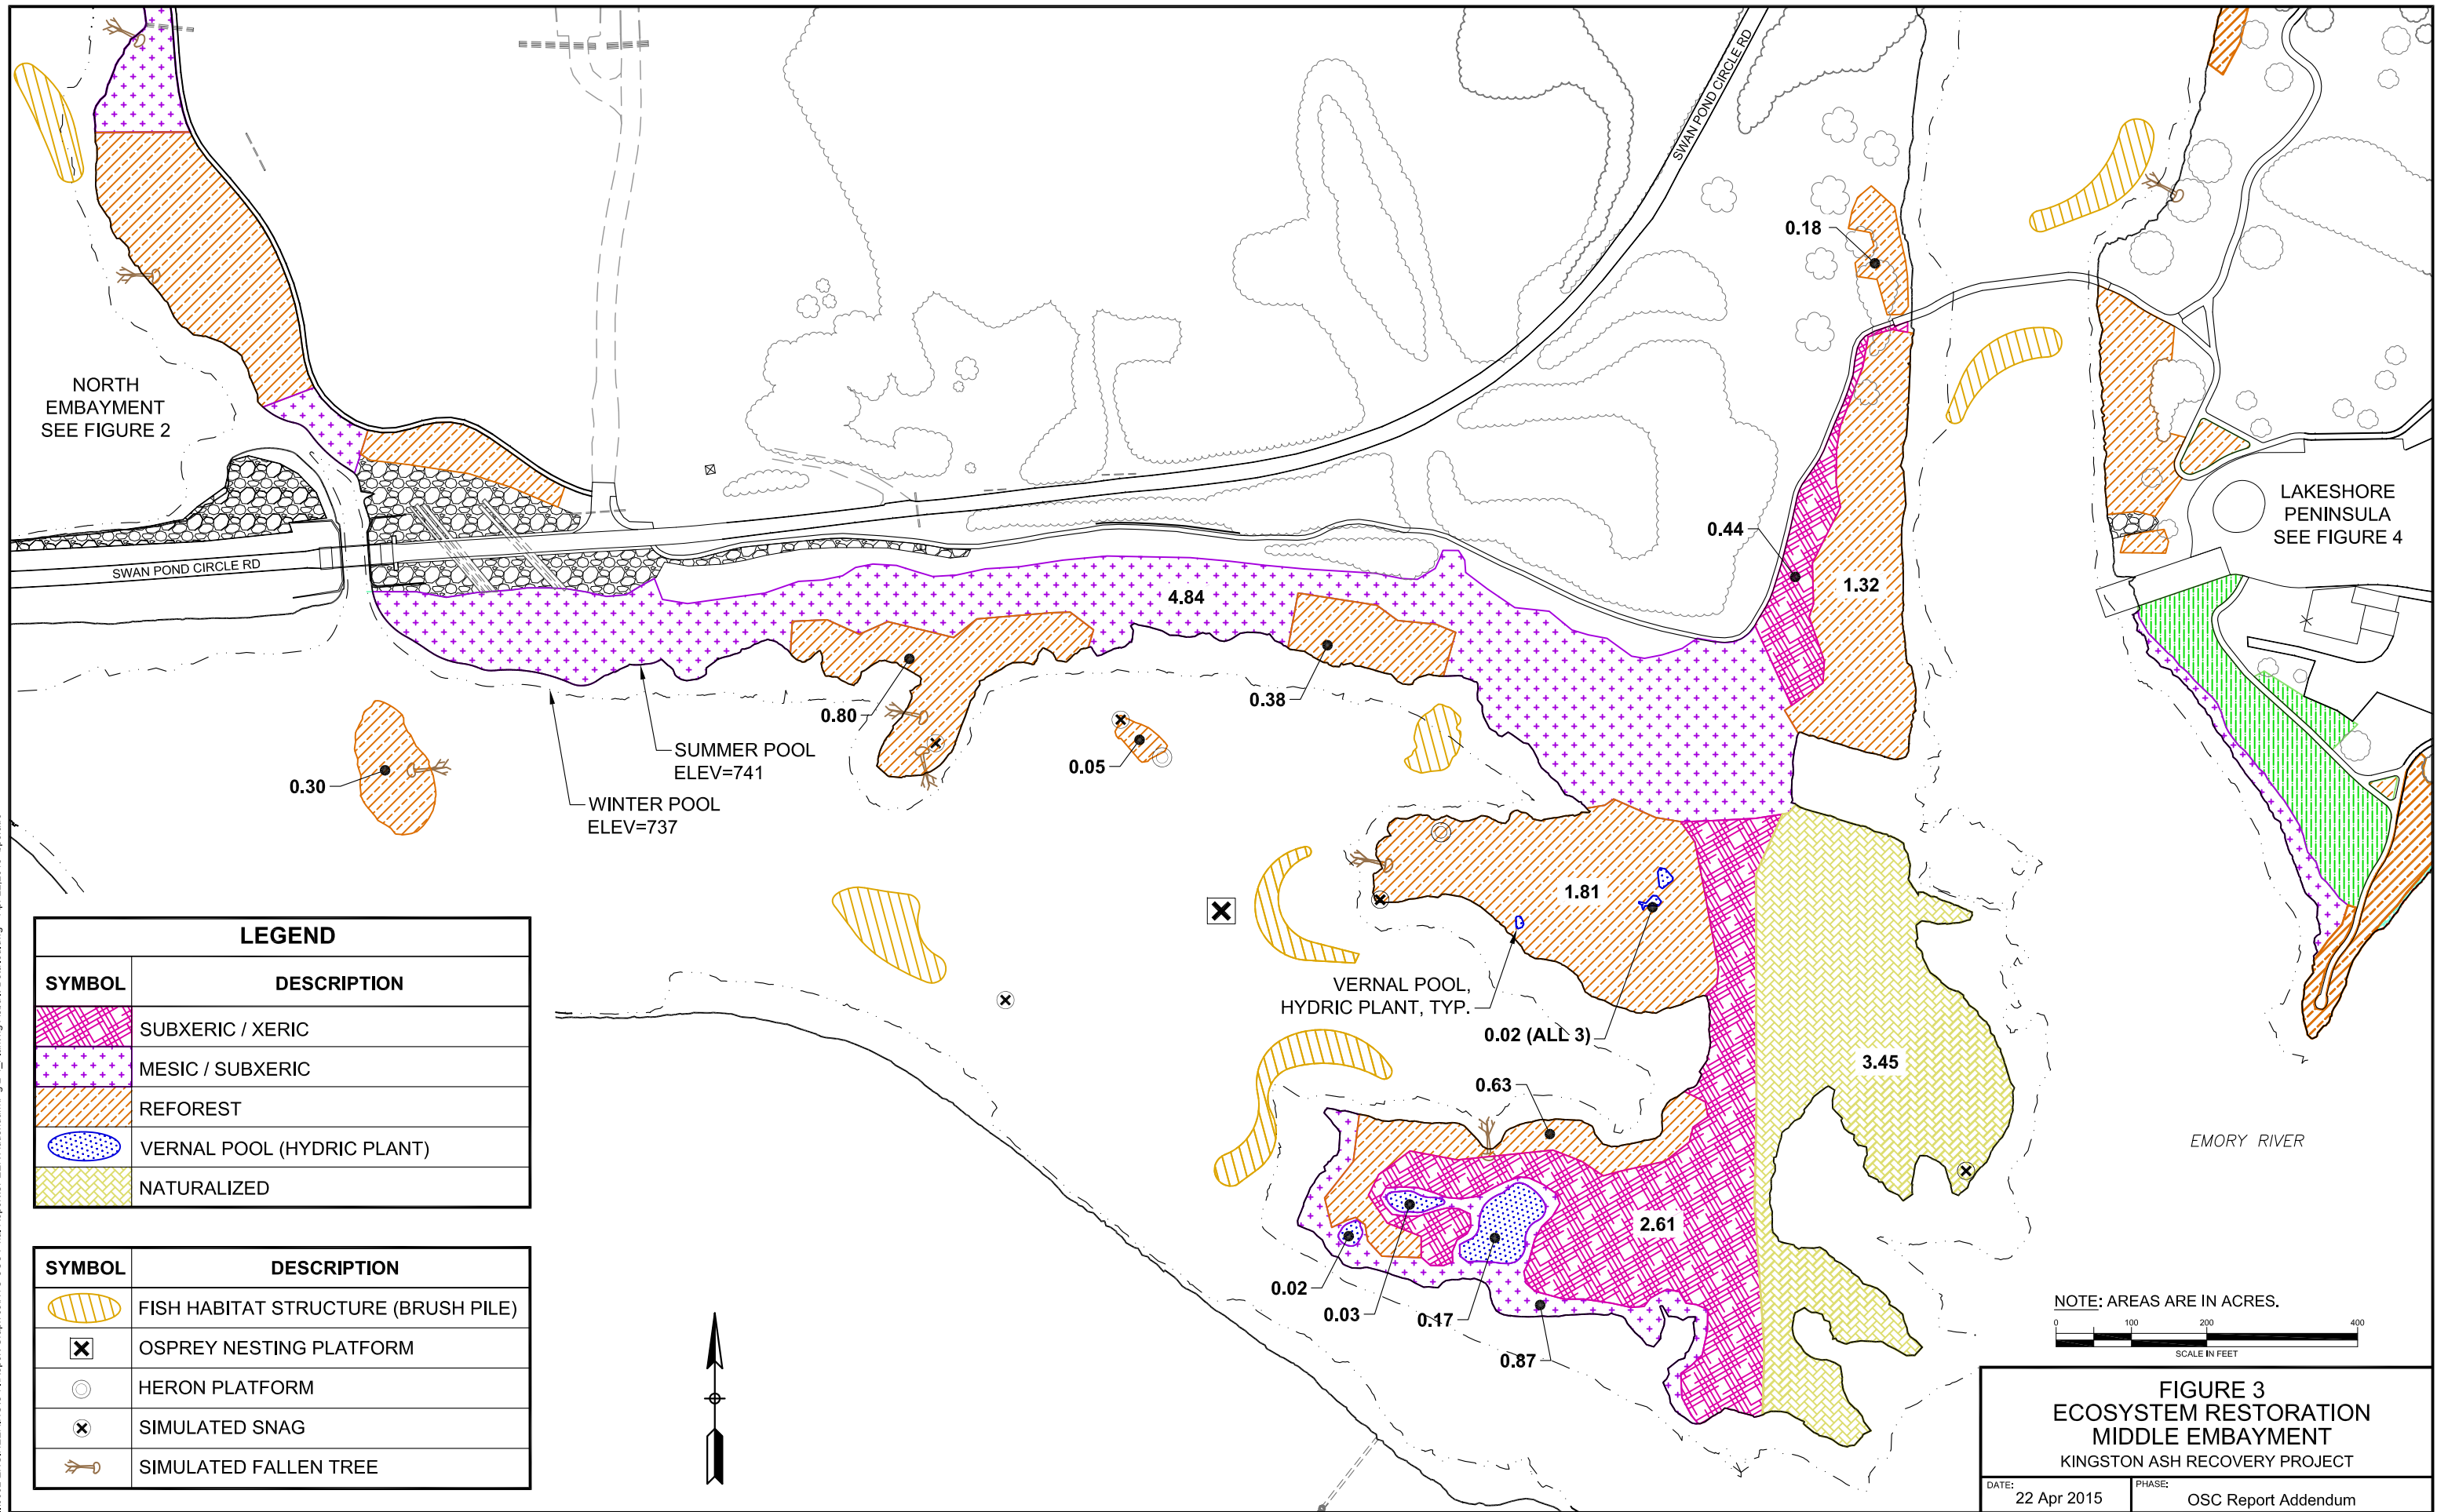 SWAN POND CIRCLE RD
0.18
NORTH
EMBAYMENT
SEE FIGURE 2
LAKESHORE
PENINSULA
SEE FIGURE 4
0.44
1.32
SWAN POND CIRCLE RD
4.84
0.80
0.38
SUMMER POOL
ELEV=741
0.05
0.30
WINTER POOL
ELEV=737
1.81
VERNAL POOL,
HYDRIC PLANT, TYP.
0.02 (ALL 3)
3.45
0.63
EMORY RIVER
2.61
0.02
0.03
0.17
0.87
LEGEND
SYMBOL DESCRIPTION
SUBXERIC / XERIC
MESIC / SUBXERIC
REFOREST
VERNAL POOL (HYDRIC PLANT)
NATURALIZED
SYMBOL DESCRIPTION
FISH HABITAT STRUCTURE (BRUSH PILE)
OSPREY NESTING PLATFORM
HERON PLATFORM
SIMULATED SNAG
SIMULATED FALLEN TREE
NOTE: AREAS ARE IN ACRES.
0 100 200 400
SCALE IN FEET
FIGURE 3
ECOSYSTEM RESTORATION
MIDDLE EMBAYMENT
KINGSTON ASH RECOVERY PROJECT
DATE: 22 Apr 2015
PHASE: OSC Report Addendum